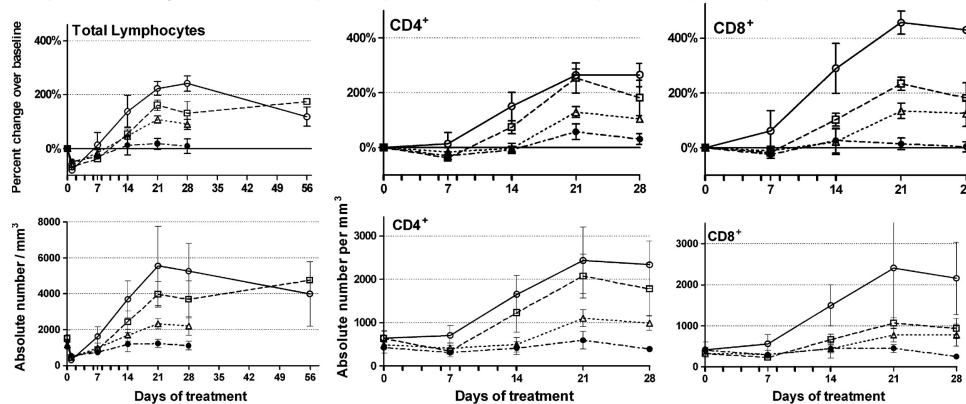 Total Lymphocytes
CD4+
CD8+
Percent change over baseline
400%
200%
0%
0 7 14 21 28 35 42 49 56
400%
200%
0%
0 7 14 21 28
400%
200%
0%
0 7 14 21
Absolute number / mm3
8000
6000
4000
2000
0
0 7 14 21 28 35 42 49 56
Days of treatment
CD4+
Absolute number per mm3
3000
2000
1000
0
0 7 14 21 28
Days of treatment
CD8+
3000
2000
1000
0
0 7 14 21 28
Days of treatment